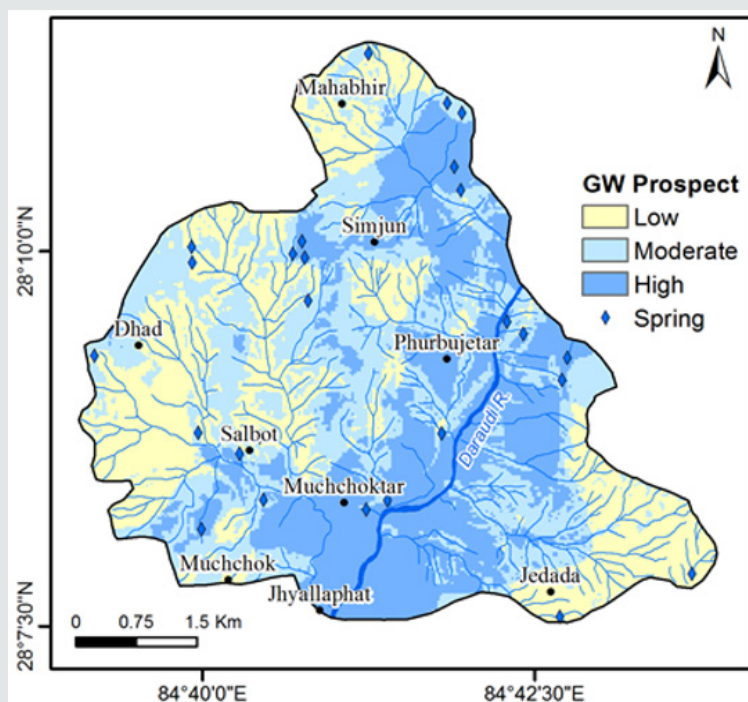 N
Mahabhir
GW Prospect
Low
Moderate
High
Spring
Simjun
28°10'0"N
Dhad
Phurbujetar
Daraudi R.
Salbot
Muchchoktar
Muchchok
Jedada
Jhyallaphat
0 0.75 1.5 Km
28°7'30"N
84°40'0"E 84°42'30"E